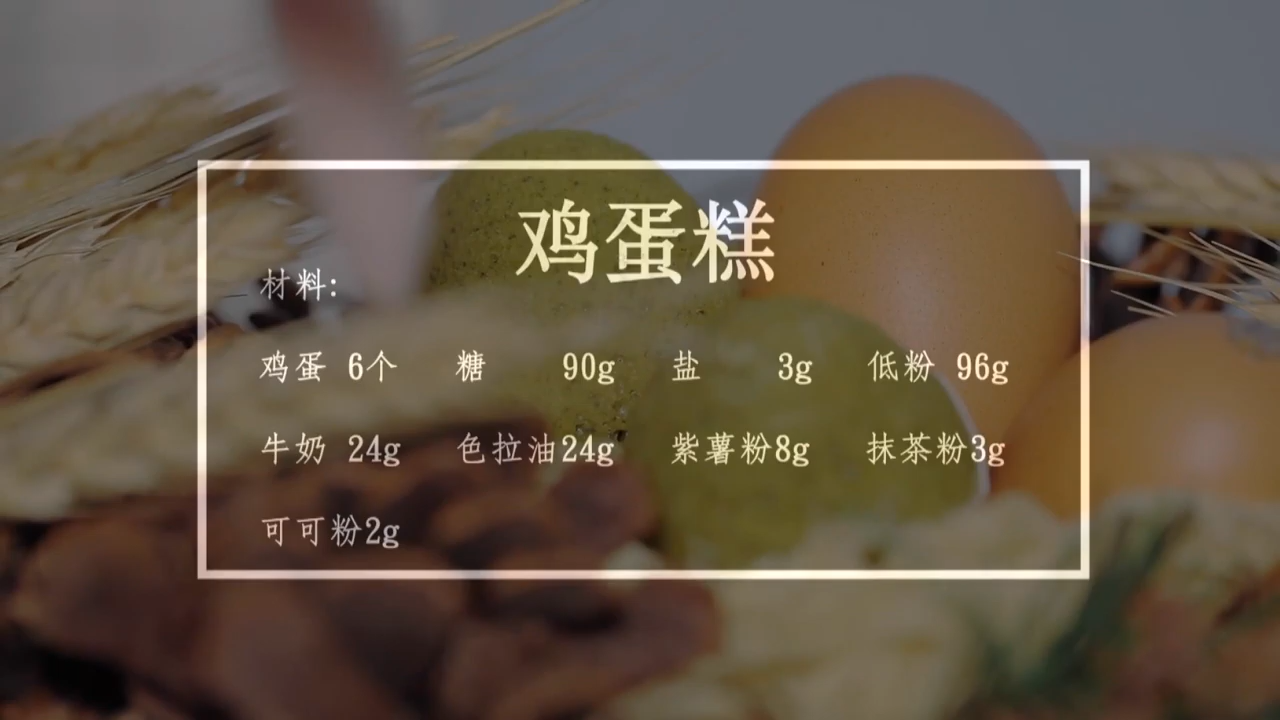 鸡蛋糕
材料:
鸡蛋 6个 糖 90g 盐 3g 低粉 96g
牛奶 24g 色拉油24g 紫薯粉8g 抹茶粉3g
可可粉2g